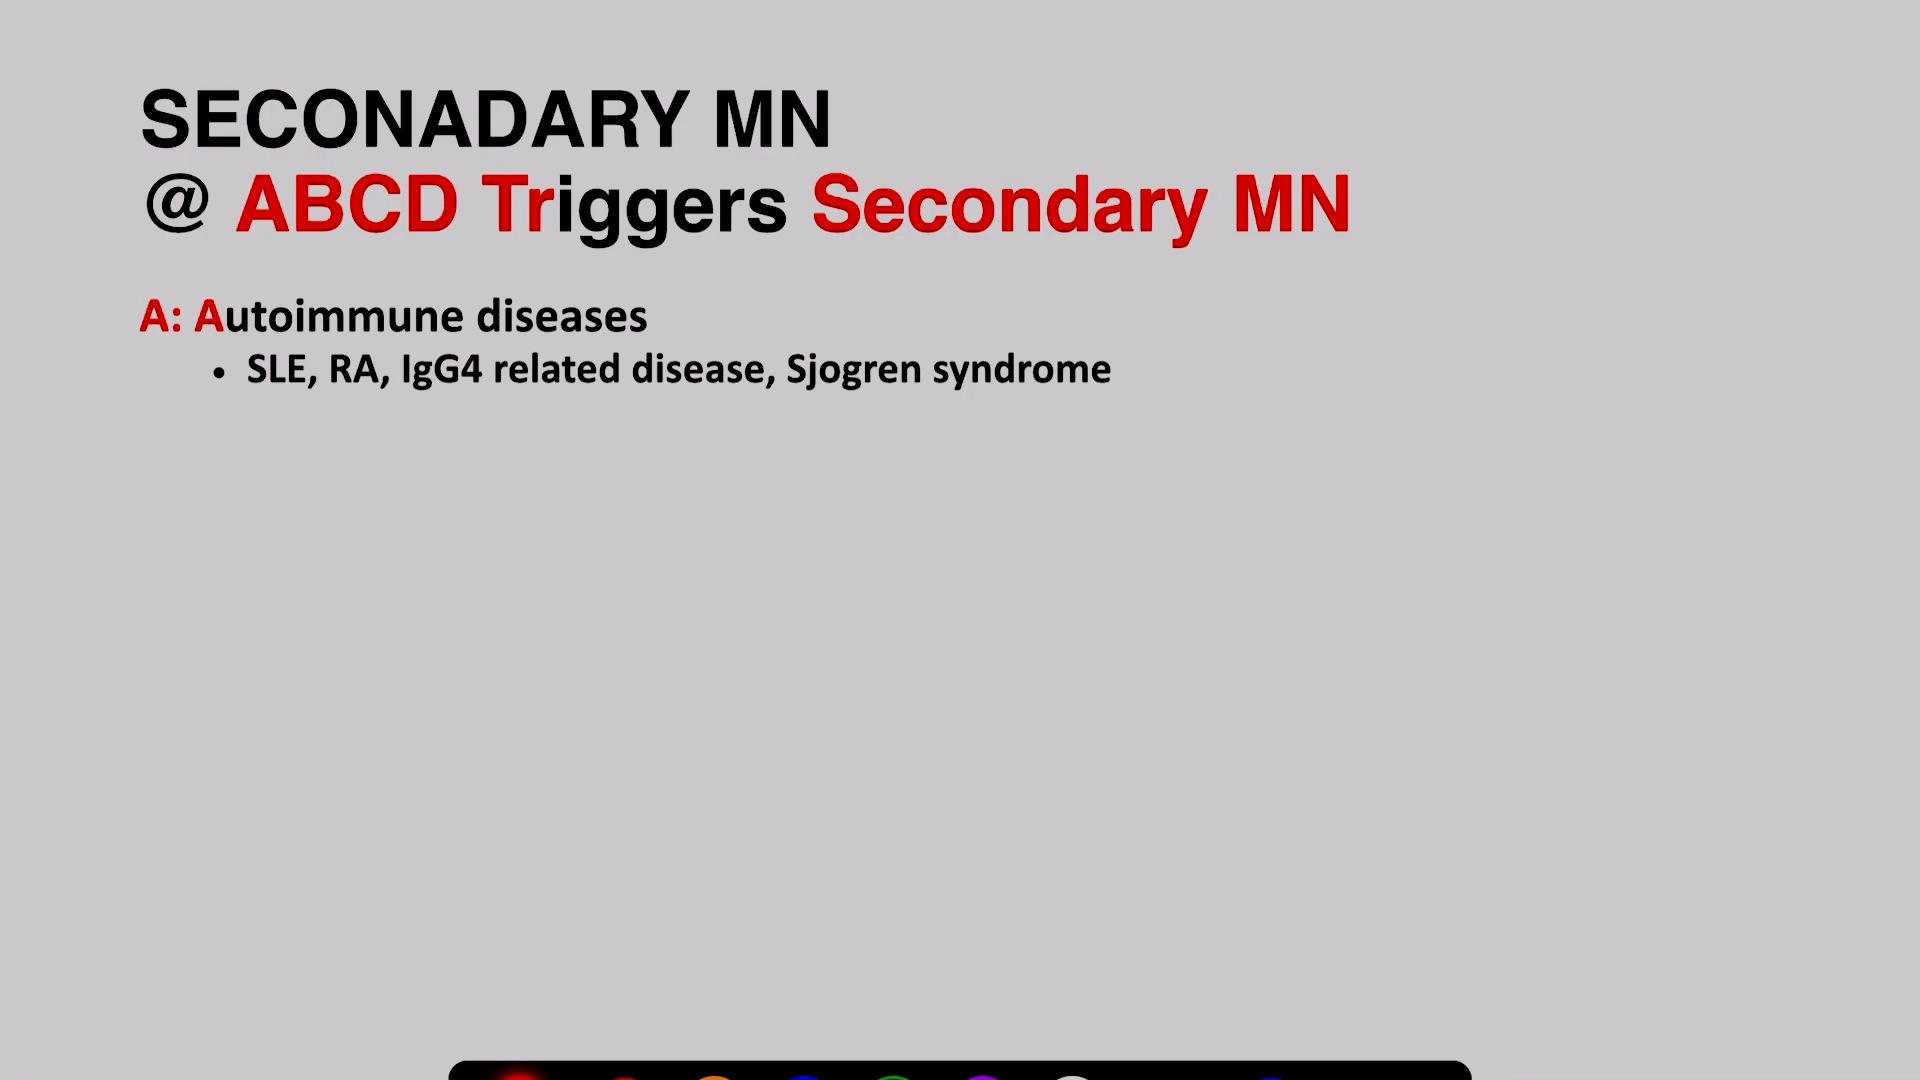 SECONADARY MN
@ ABCD Triggers Secondary MN
A: Autoimmune diseases
• SLE, RA, IgG4 related disease, Sjogren syndrome